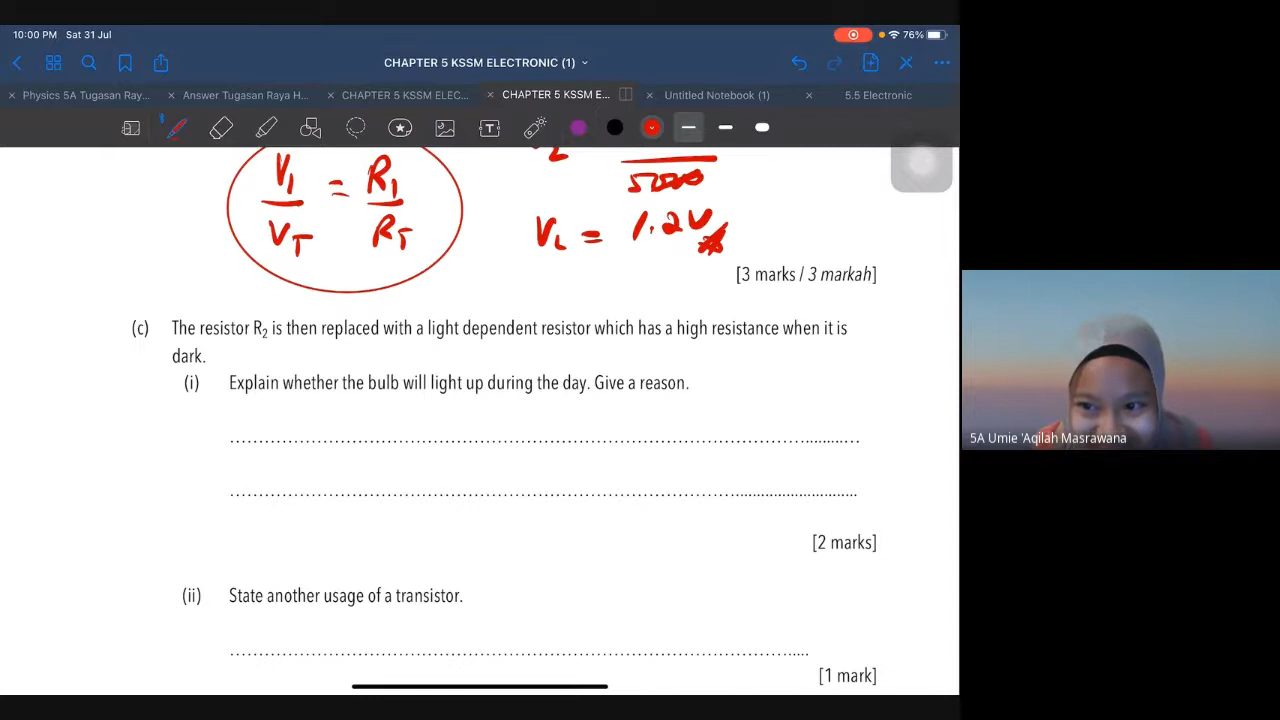 10:00 PM Sat 31 Jul
76%
CHAPTER 5 KSSM ELECTRONIC (1)
Physics 5A Tugasan Ray... Answer Tugasan Raya H... CHAPTER 5 KSSM ELEC... CHAPTER 5 KSSM E... Untitled Notebook (1) 5.5 Electronic
V1/VT = R1/RT
5000
= 1.2V
[3 marks / 3 markah]
(c) The resistor R2 is then replaced with a light dependent resistor which has a high resistance when it is
dark.
(i) Explain whether the bulb will light up during the day. Give a reason.
[2 marks]
(ii) State another usage of a transistor.
[1 mark]
5A Umie 'Aqilah Masrawana